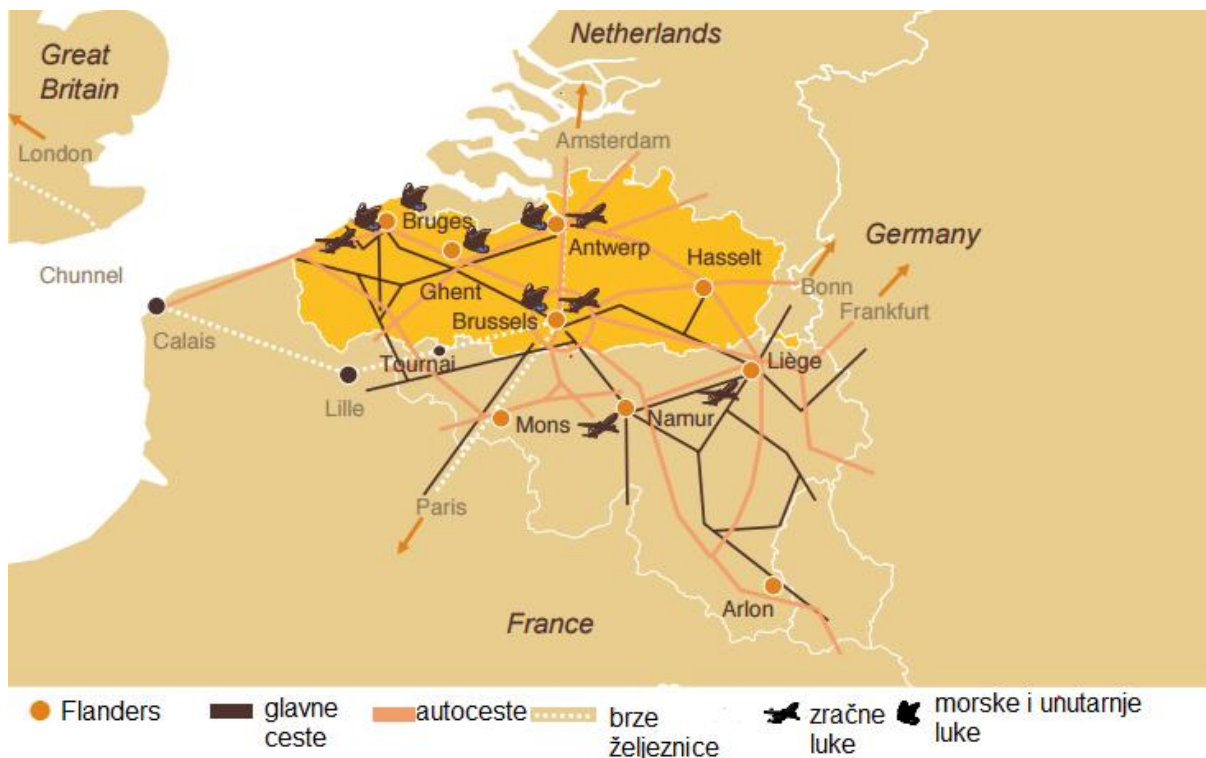 Great
Britain
Netherlands
London
Amsterdam
Bruges
Antwerp
Hasselt
Germany
Chunnel
Ghent
Bonn
Brussels
Frankfurt
Calais
Tournai
Liège
Lille
Mons
Namur
Paris
Arlon
France
Flanders
glavne
ceste
autoceste
brze
željeznice
zračne
luke
morske i unutarnje
luke